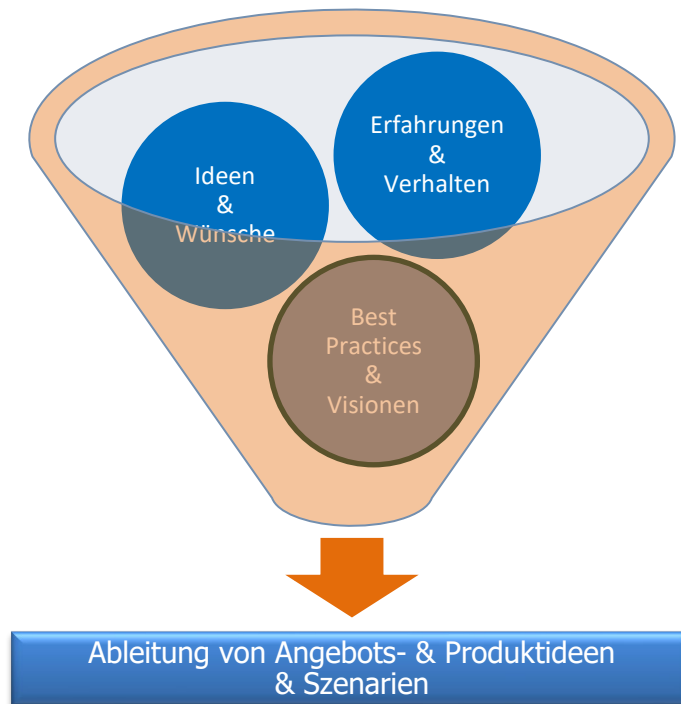 Erfahrungen
&
Verhalten
Ideen
&
Wünsche
Best
Practices
&
Visionen
Ableitung von Angebots- & Produktideen
& Szenarien